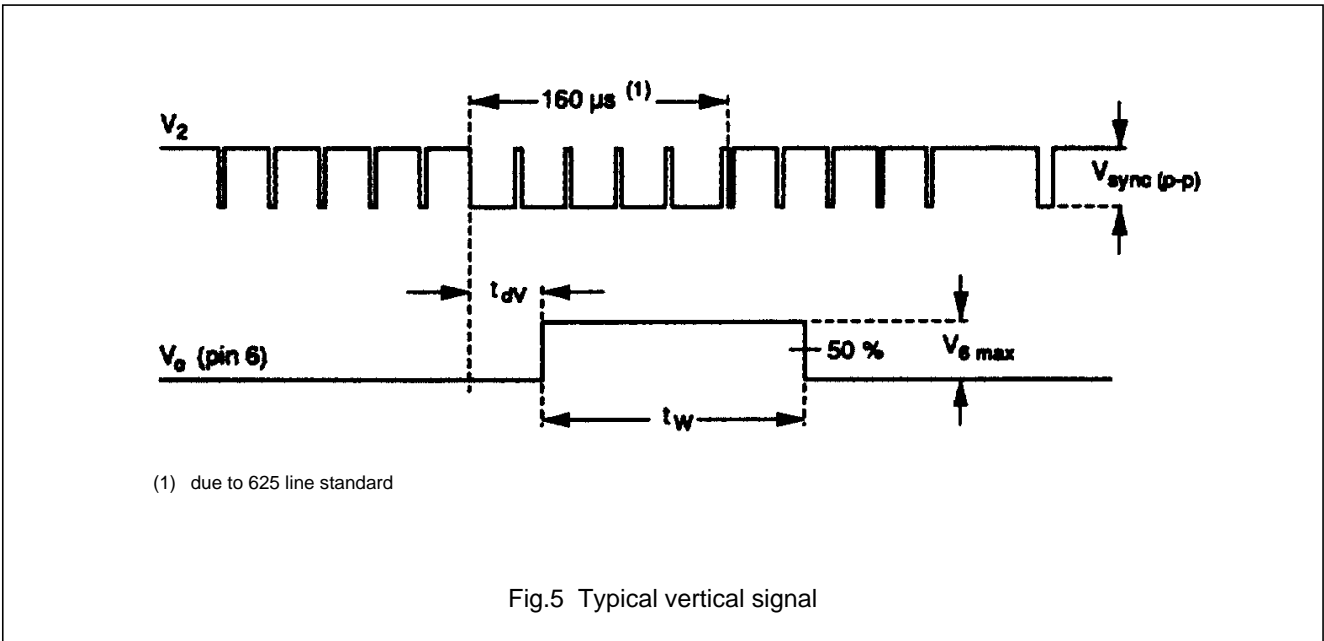 160 µs (1)
V2
Vsync (p-p)
tdV
Vo (pin 6)
50 %
V6 max
tW
(1) due to 625 line standard
Fig.5 Typical vertical signal